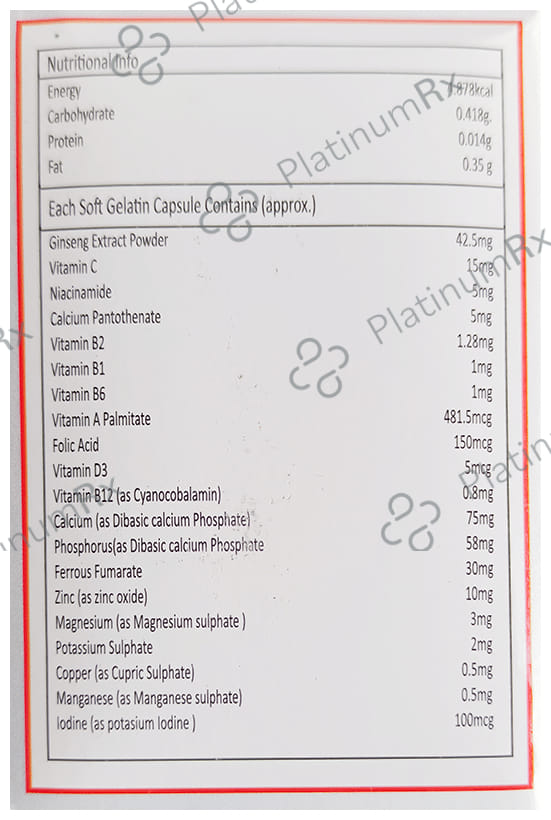 Nutritional Info
Energy .878kcal
Carbohydrate 0.418g.
Protein 0.014g
Fat 0.35 g
Each Soft Gelatin Capsule Contains (approx.)
Ginseng Extract Powder 42.5mg
Vitamin C 15mg
Niacinamide 5mg
Calcium Pantothenate 5mg
Vitamin B2 1.28mg
Vitamin B1 1mg
Vitamin B6 1mg
Vitamin A Palmitate 481.5mcg
Folic Acid 150mcg
Vitamin D3 5mcg
Vitamin B12 (as Cyanocobalamin) 0.8mg
Calcium (as Dibasic calcium Phosphate) 75mg
Phosphorus(as Dibasic calcium Phosphate 58mg
Ferrous Fumarate 30mg
Zinc (as zinc oxide) 10mg
Magnesium (as Magnesium sulphate ) 3mg
Potassium Sulphate 2mg
Copper (as Cupric Sulphate) 0.5mg
Manganese (as Manganese sulphate) 0.5mg
Iodine (as potasium Iodine ) 100mcg
PlatinumRx
PlatinumRx